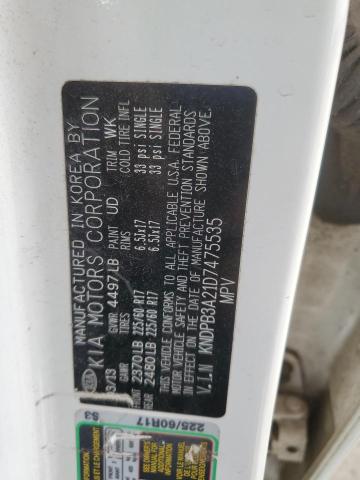 MANUFACTURED IN KOREA BY
KIA MOTORS CORPORATION
/13 GVWR 4497LB PAINT UD TRIM WK
GAWR TIRES RIMS COLD TIRE INFL
FRONT 2370LB 225/60 R17 6.5Jx17 33 psi SINGLE
REAR 2480LB 225/60 R17 6.5Jx17 33 psi SINGLE
THIS VEHICLE CONFORMS TO ALL APPLICABLE U.S.A. FEDERAL
MOTOR VEHICLE SAFETY/THEFT PREVENTION STANDARDS
IN EFFECT ON THE DATE OF MANUFACTURE SHOWN ABOVE.
V.I.N KNDPB3A21D7475535
MPV
225/60R17